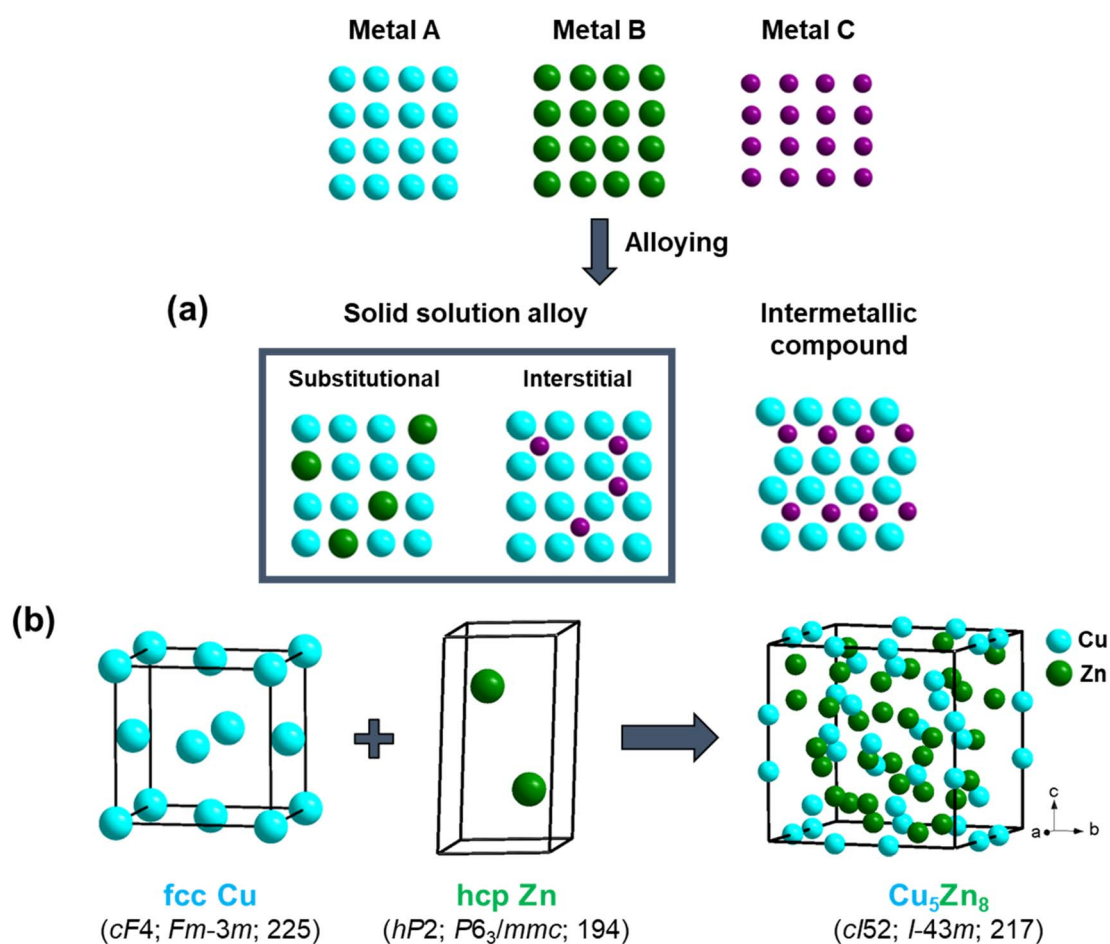 Metal A Metal B Metal C
Alloying
(a)
Solid solution alloy
Intermetallic
compound
Substitutional Interstitial
(b)
Cu
Zn
c
a b
fcc Cu hcp Zn Cu₅Zn₈
(cF4; Fm-3m; 225) (hP2; P6₃/mmc; 194) (cI52; I-43m; 217)